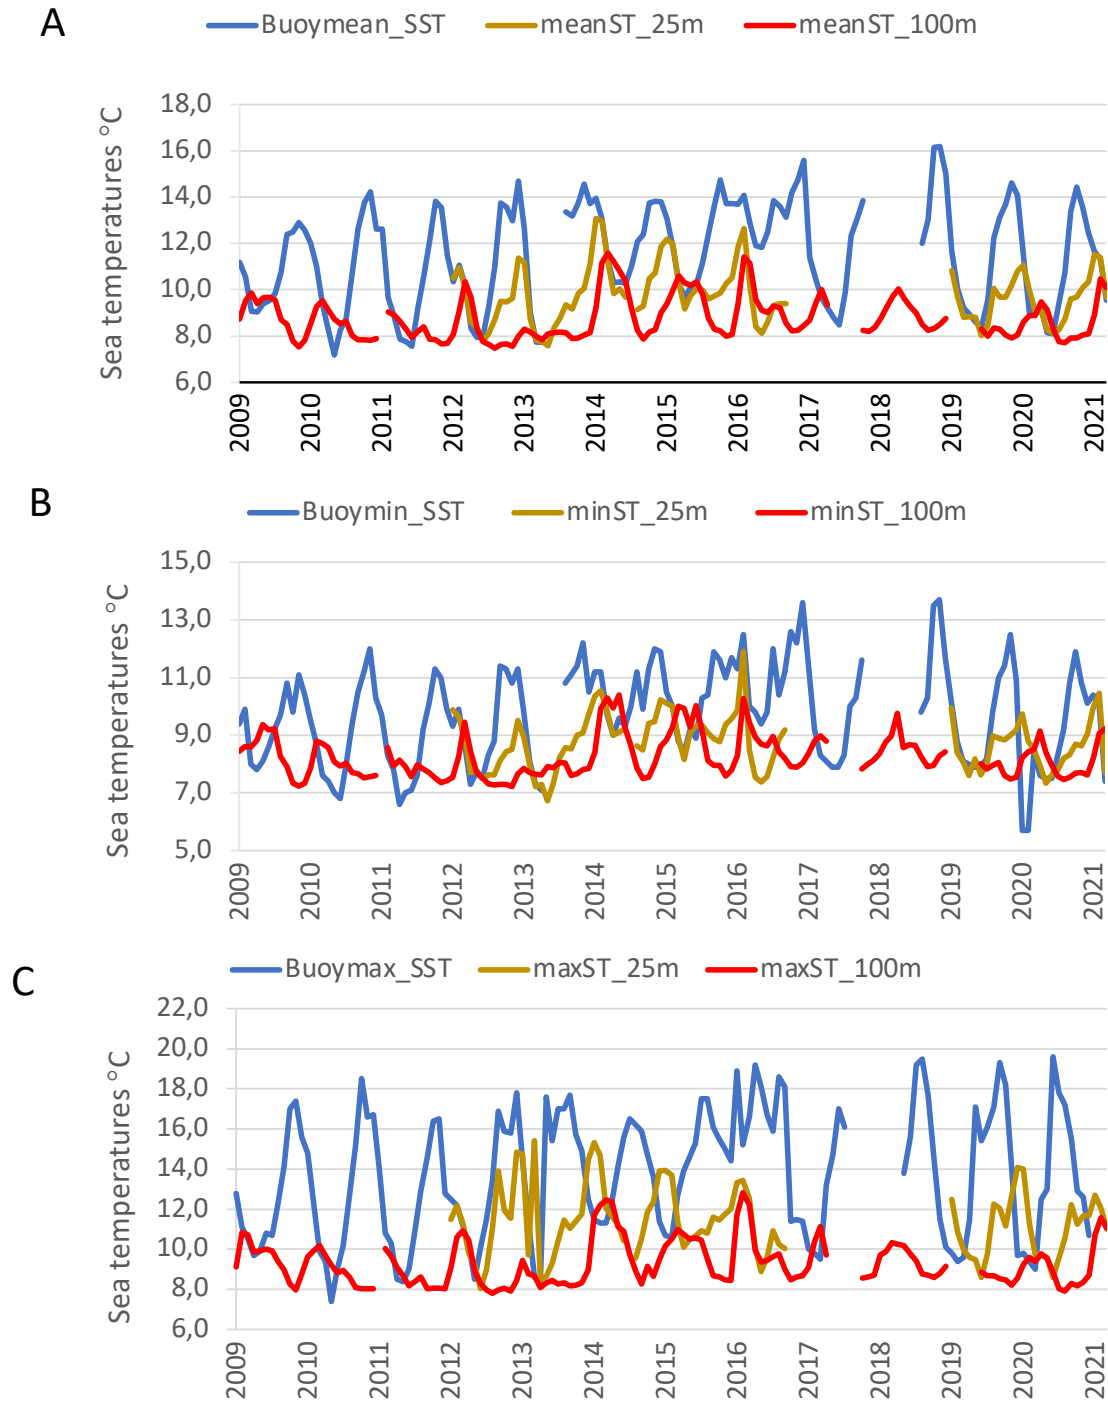 A
Buoymean_SST meanST_25m meanST_100m
Sea temperatures °C
18,0
16,0
14,0
12,0
10,0
8,0
6,0
2009 2010 2011 2012 2013 2014 2015 2016 2017 2018 2019 2020 2021
B
Buoymin_SST minST_25m minST_100m
Sea temperatures °C
15,0
13,0
11,0
9,0
7,0
5,0
2009 2010 2011 2012 2013 2014 2015 2016 2017 2018 2019 2020 2021
C
Buoymax_SST maxST_25m maxST_100m
Sea temperatures °C
22,0
20,0
18,0
16,0
14,0
12,0
10,0
8,0
6,0
2009 2010 2011 2012 2013 2014 2015 2016 2017 2018 2019 2020 2021